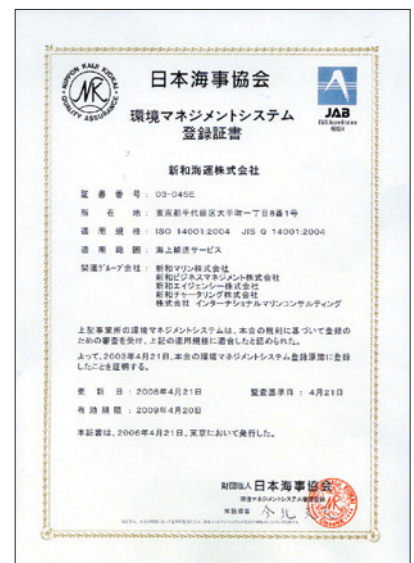 NIPPON KAIJI KYOKAI
NK
QUALITY ASSURANCE
日本海事協会
JAB
環境マネジメントシステム
登録証書
新和海運株式会社
証書番号：03-045E
所在地：東京都千代田区大手町一丁目8番1号
適用規格：ISO 14001:2004 JIS Q 14001:2004
適用範囲：海上輸送サービス
関連グループ会社：新和マリン株式会社
新和ビジネスマネジメント株式会社
新和エイジェンシー株式会社
新和チャータリング株式会社
株式会社 インターナショナルマリンコンサルティング
上記事業所の環境マネジメントシステムは、本会の規則に基づいて登録の
ための審査を受け、上記の適用規格に適合したと認められた。
よって、2003年4月21日、本会の環境マネジメントシステム登録原簿に登録
したことを証明する。
更新日：2006年4月21日 監査基準日：4月21日
有効期限：2009年4月20日
本証書は、2006年4月21日、東京において発行した。
財団法人 日本海事協会